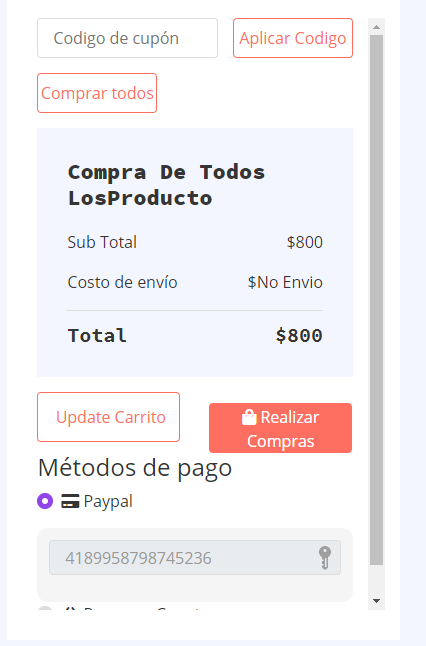 Codigo de cupón
Aplicar Codigo
Comprar todos
Compra De Todos
LosProducto
Sub Total
$800
Costo de envío
$No Envio
Total
$800
Update Carrito
Realizar
Compras
Métodos de pago
Paypal
4189958798745236